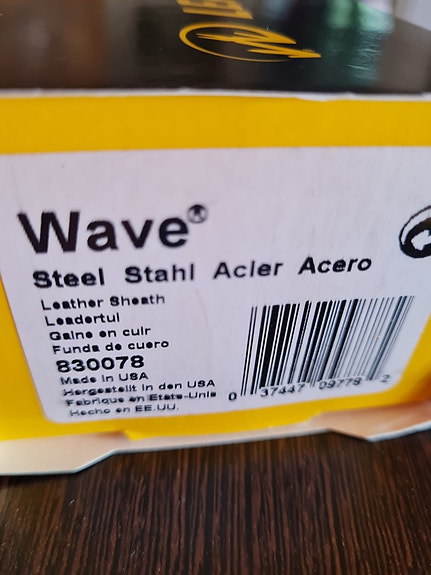 Wave®
Steel Stahl Acier Acero
Leather Sheath
Leadertui
Gaine en cuir
Funda de cuero
830078
Made in USA
Hergestellt in den USA
Fabrique en Etats-Unis
Hecho en EE.UU.
0 37447 09778 2